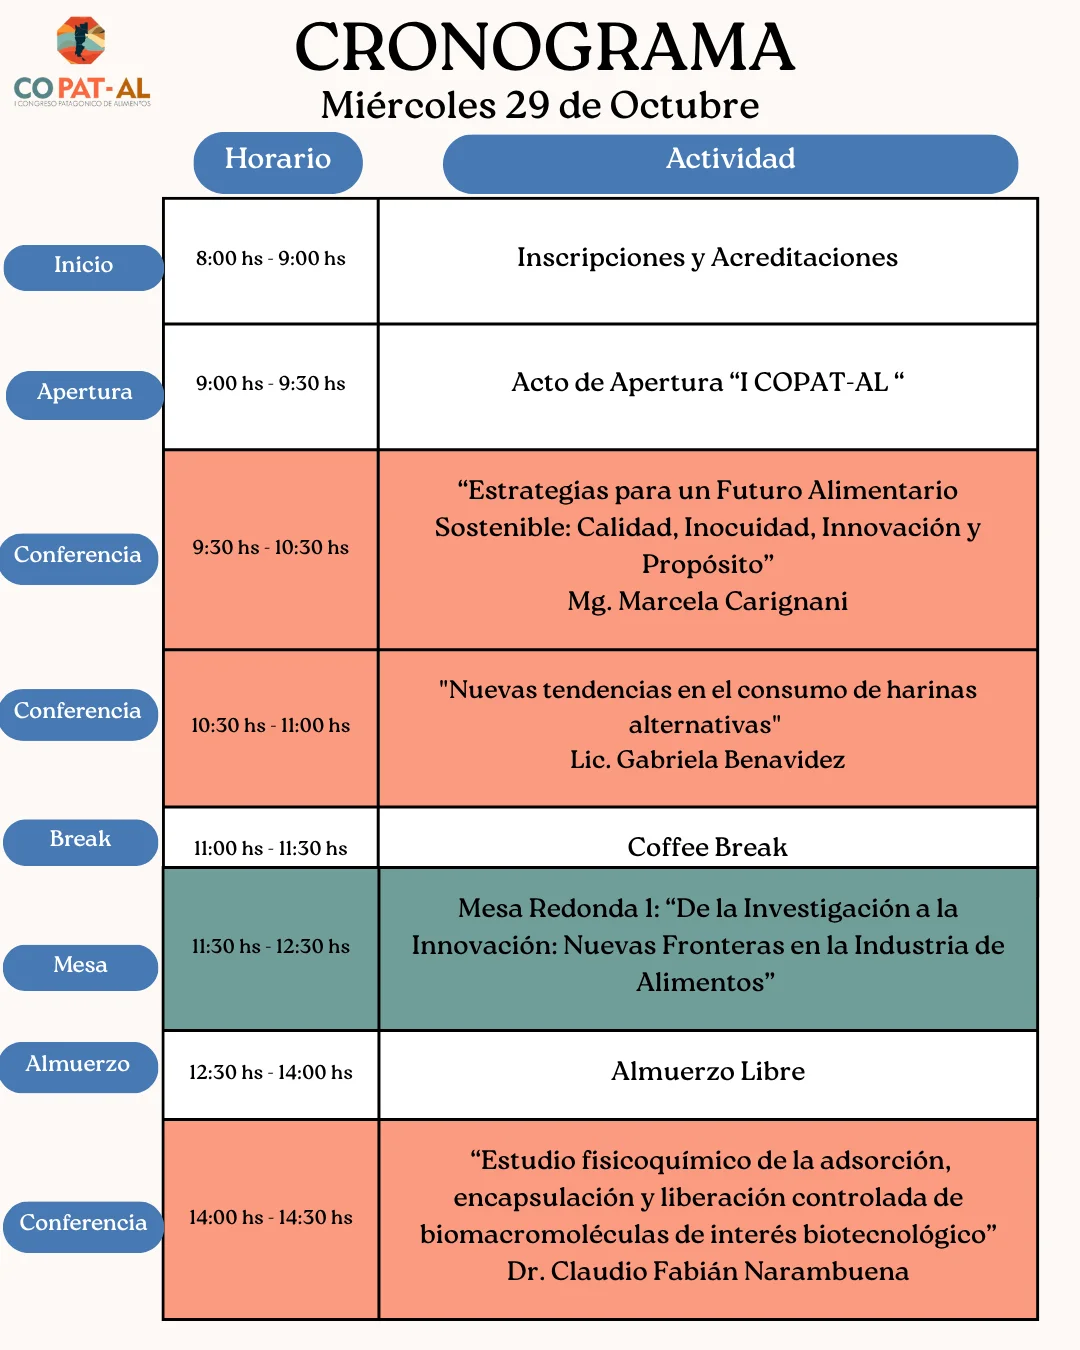 CO PAT-AL
I CONGRESO PATAGONICO DE ALIMENTOS
CRONOGRAMA
Miércoles 29 de Octubre
Horario
Actividad
Inicio
8:00 hs - 9:00 hs
Inscripciones y Acreditaciones
Apertura
9:00 hs - 9:30 hs
Acto de Apertura “I COPAT-AL “
Conferencia
9:30 hs - 10:30 hs
“Estrategias para un Futuro Alimentario
Sostenible: Calidad, Inocuidad, Innovación y
Propósito”
Mg. Marcela Carignani
Conferencia
10:30 hs - 11:00 hs
"Nuevas tendencias en el consumo de harinas
alternativas"
Lic. Gabriela Benavidez
Break
11:00 hs - 11:30 hs
Coffee Break
Mesa
11:30 hs - 12:30 hs
Mesa Redonda 1: “De la Investigación a la
Innovación: Nuevas Fronteras en la Industria de
Alimentos”
Almuerzo
12:30 hs - 14:00 hs
Almuerzo Libre
Conferencia
14:00 hs - 14:30 hs
“Estudio fisicoquímico de la adsorción,
encapsulación y liberación controlada de
biomacromoléculas de interés biotecnológico”
Dr. Claudio Fabián Narambuena